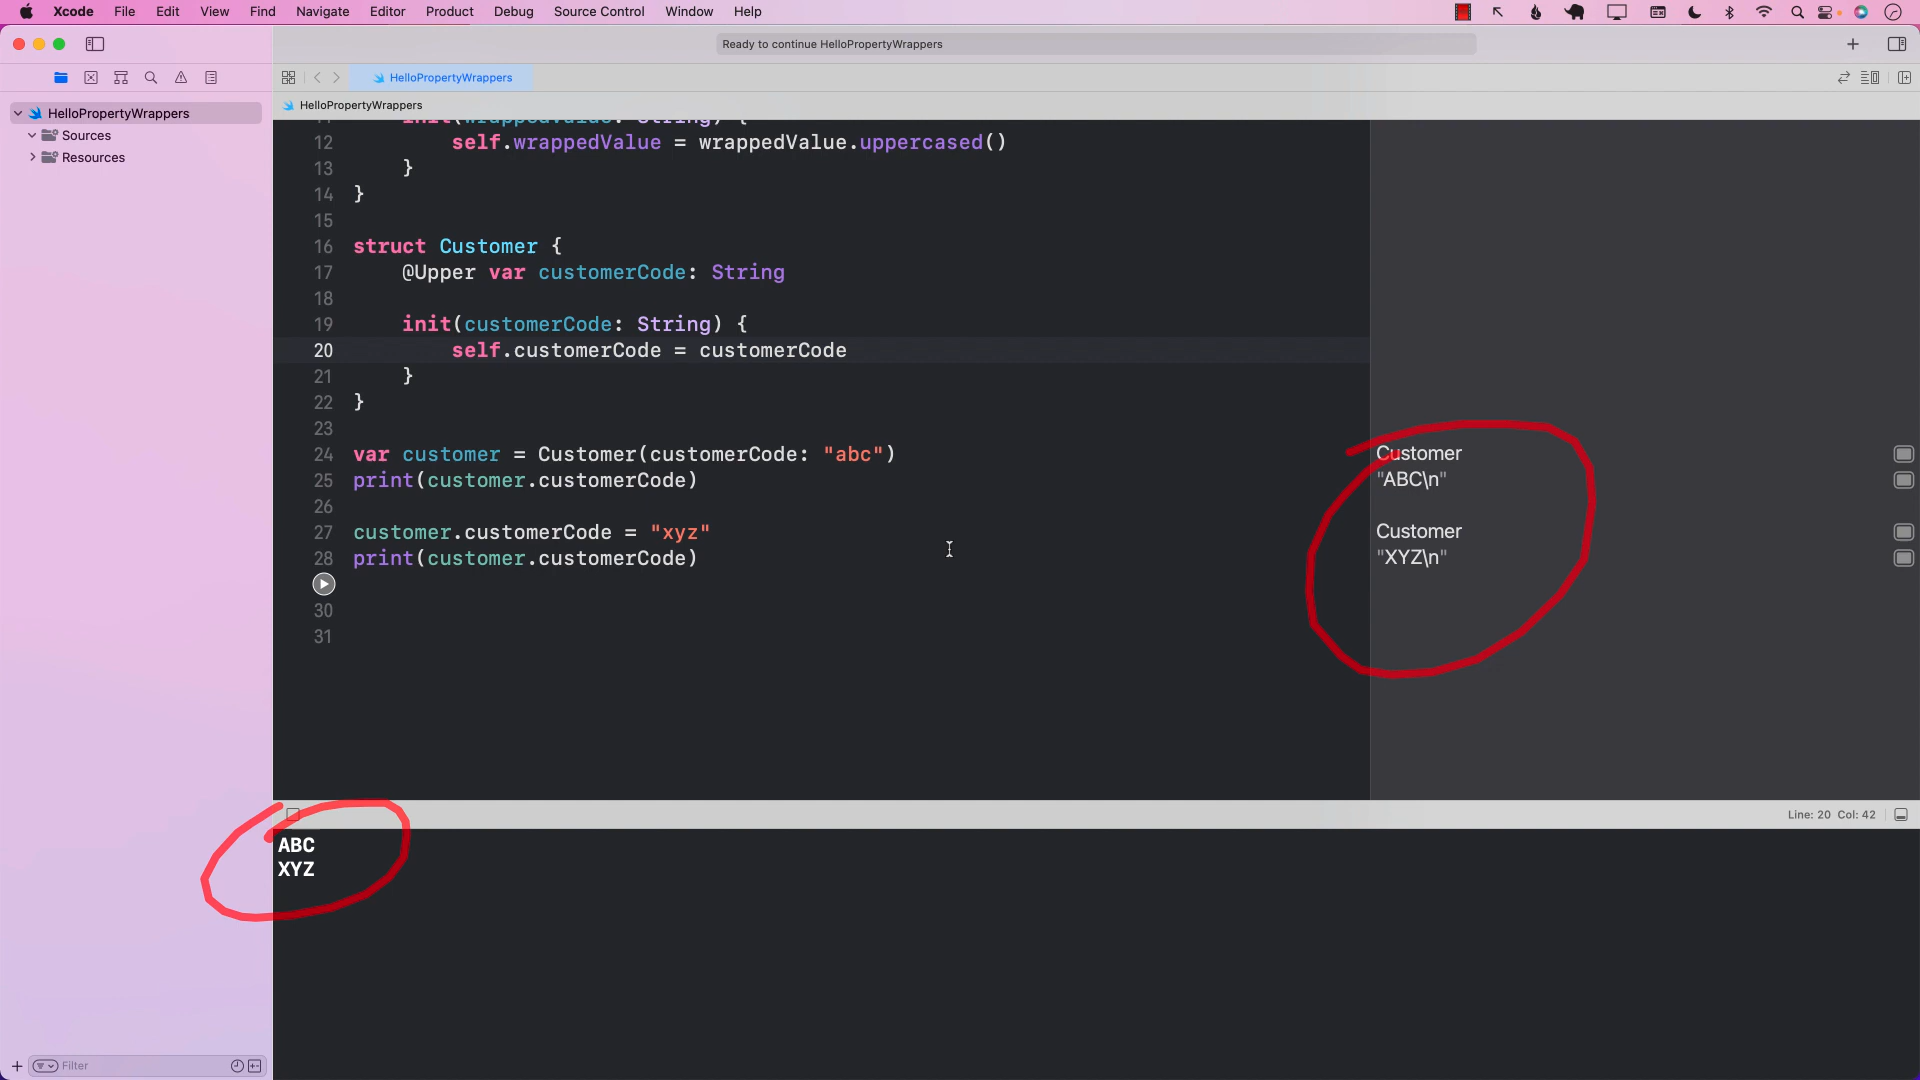 Xcode File Edit View Find Navigate Editor Product Debug Source Control Window Help
Ready to continue HelloPropertyWrappers
HelloPropertyWrappers
HelloPropertyWrappers
HelloPropertyWrappers
Sources
Resources
11 init(wrappedValue: String) {
12 self.wrappedValue = wrappedValue.uppercased()
13 }
14 }
15
16 struct Customer {
17 @Upper var customerCode: String
18
19 init(customerCode: String) {
20 self.customerCode = customerCode
21 }
22 }
23
24 var customer = Customer(customerCode: "abc")
25 print(customer.customerCode)
26
27 customer.customerCode = "xyz"
28 print(customer.customerCode)
30
31
Customer
"ABC\n"
Customer
"XYZ\n"
Line: 20 Col: 42
ABC
XYZ
Filter